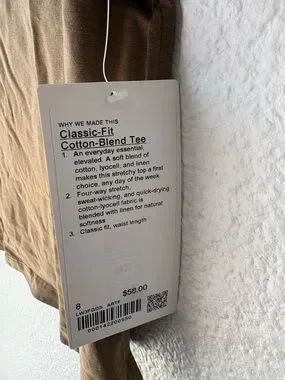 WHY WE MADE THIS
Classic-Fit
Cotton-Blend Tee
1. An everyday essential,
elevated. A soft blend of
cotton, lyocell, and linen
makes this stretchy top a first
choice, any day of the week
2. Four-way stretch,
sweat-wicking, and quick-drying
cotton-lyocell fabric is
blended with linen for natural
softness
3. Classic fit, waist length
8
$58.00
LW3FGDS ARTF